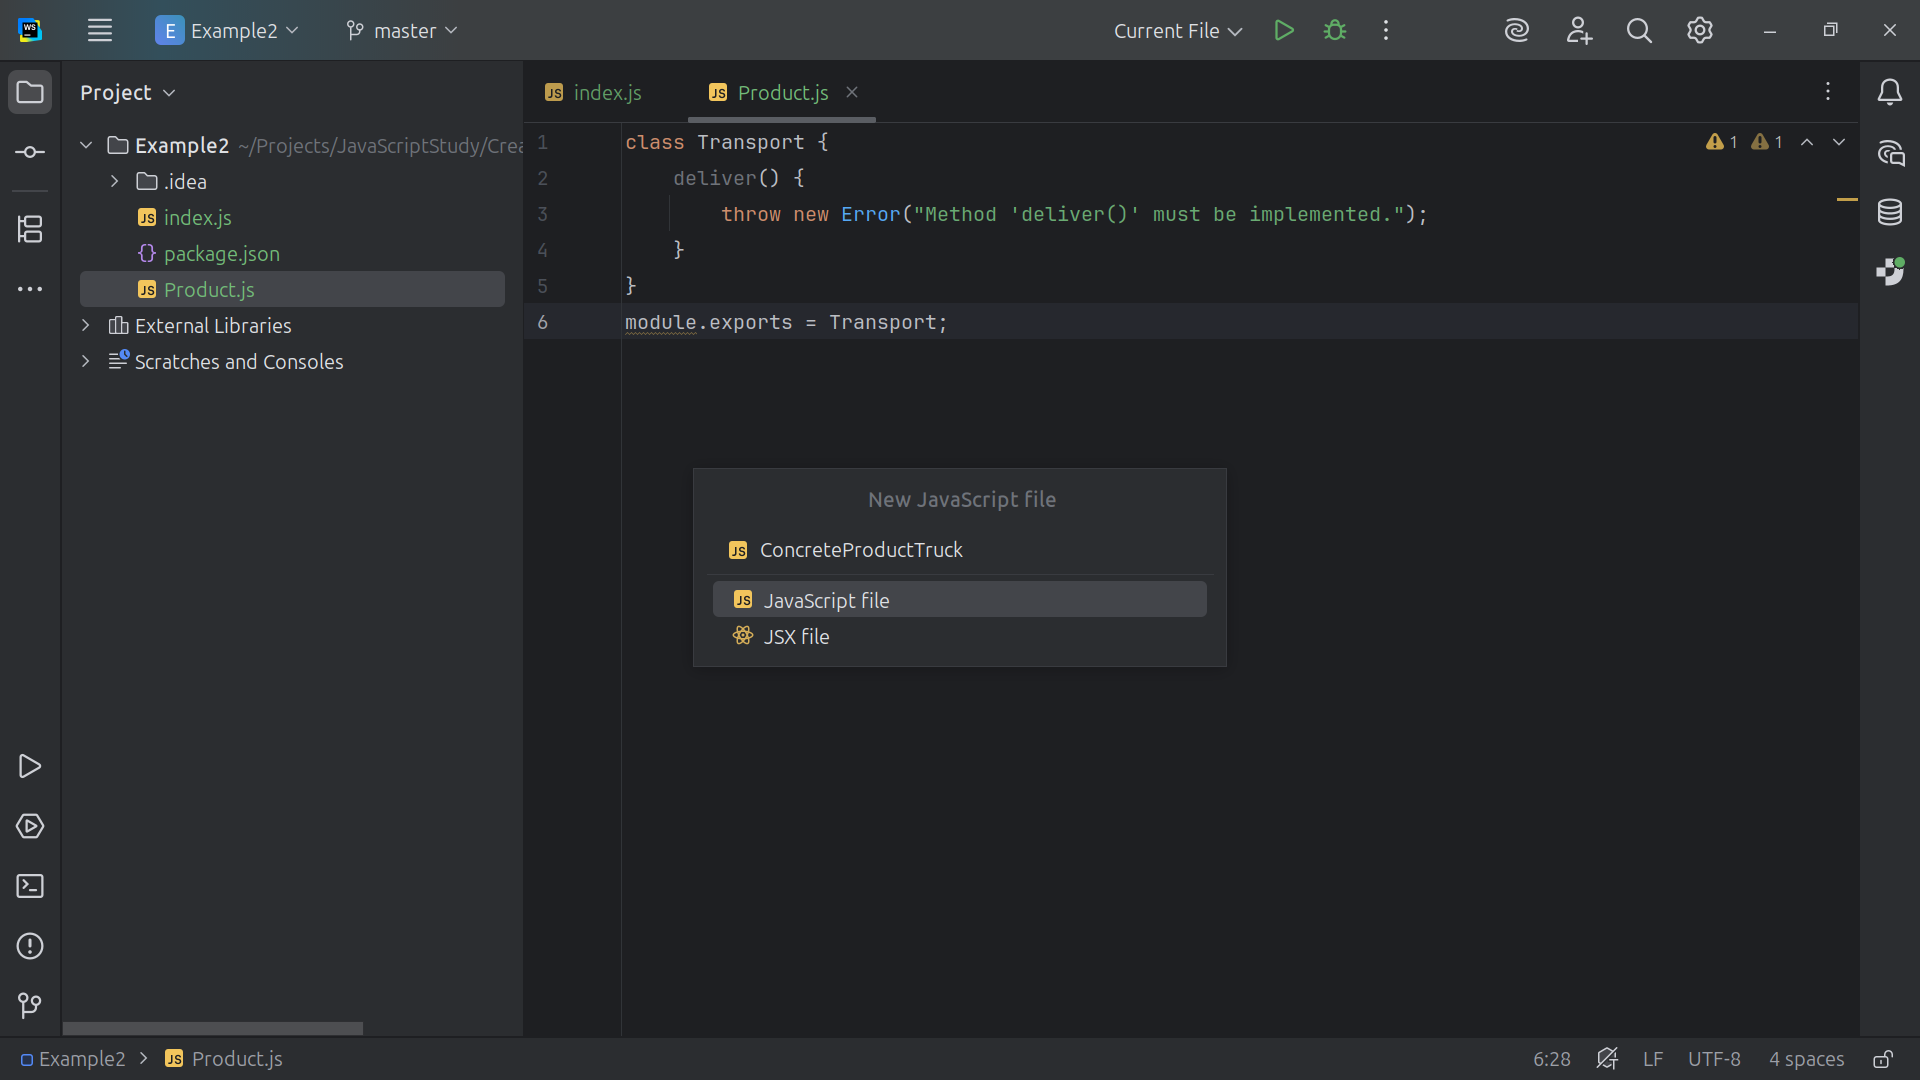 E Example2
master
Current File
Project
Example2 ~/Projects/JavaScriptStudy/Crea
.idea
index.js
package.json
Product.js
External Libraries
Scratches and Consoles
index.js
Product.js
1 class Transport {
2 deliver() {
3 throw new Error("Method 'deliver()' must be implemented.");
4 }
5 }
6 module.exports = Transport;
1 1
New JavaScript file
ConcreteProductTruck
JavaScript file
JSX file
Example2 > Product.js
6:28
LF
UTF-8
4 spaces